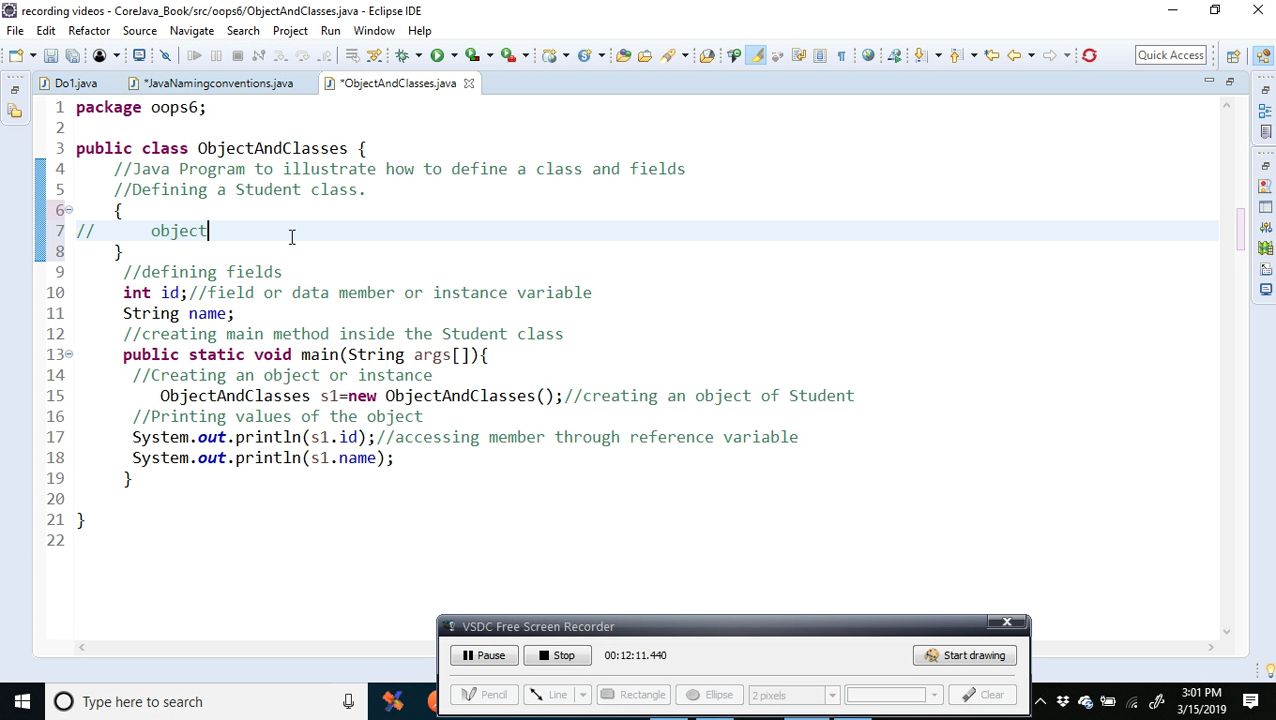 recording videos - CoreJava_Book/src/oops6/ObjectAndClasses.java - Eclipse IDE
File Edit Refactor Source Navigate Search Project Run Window Help
Quick Access
Do1.java *JavaNamingconventions.java *ObjectAndClasses.java
1 package oops6;
2
3 public class ObjectAndClasses {
4 //Java Program to illustrate how to define a class and fields
5 //Defining a Student class.
6 {
7 // object
8 }
9 //defining fields
10 int id;//field or data member or instance variable
11 String name;
12 //creating main method inside the Student class
13 public static void main(String args[]){
14 //Creating an object or instance
15 ObjectAndClasses s1=new ObjectAndClasses();//creating an object of Student
16 //Printing values of the object
17 System.out.println(s1.id);//accessing member through reference variable
18 System.out.println(s1.name);
19 }
20
21 }
22
VSDC Free Screen Recorder
Pause Stop 00:12:11.440 Start drawing
Pencil Line Rectangle Ellipse 2 pixels Clear
Type here to search
3:01 PM
3/15/2019